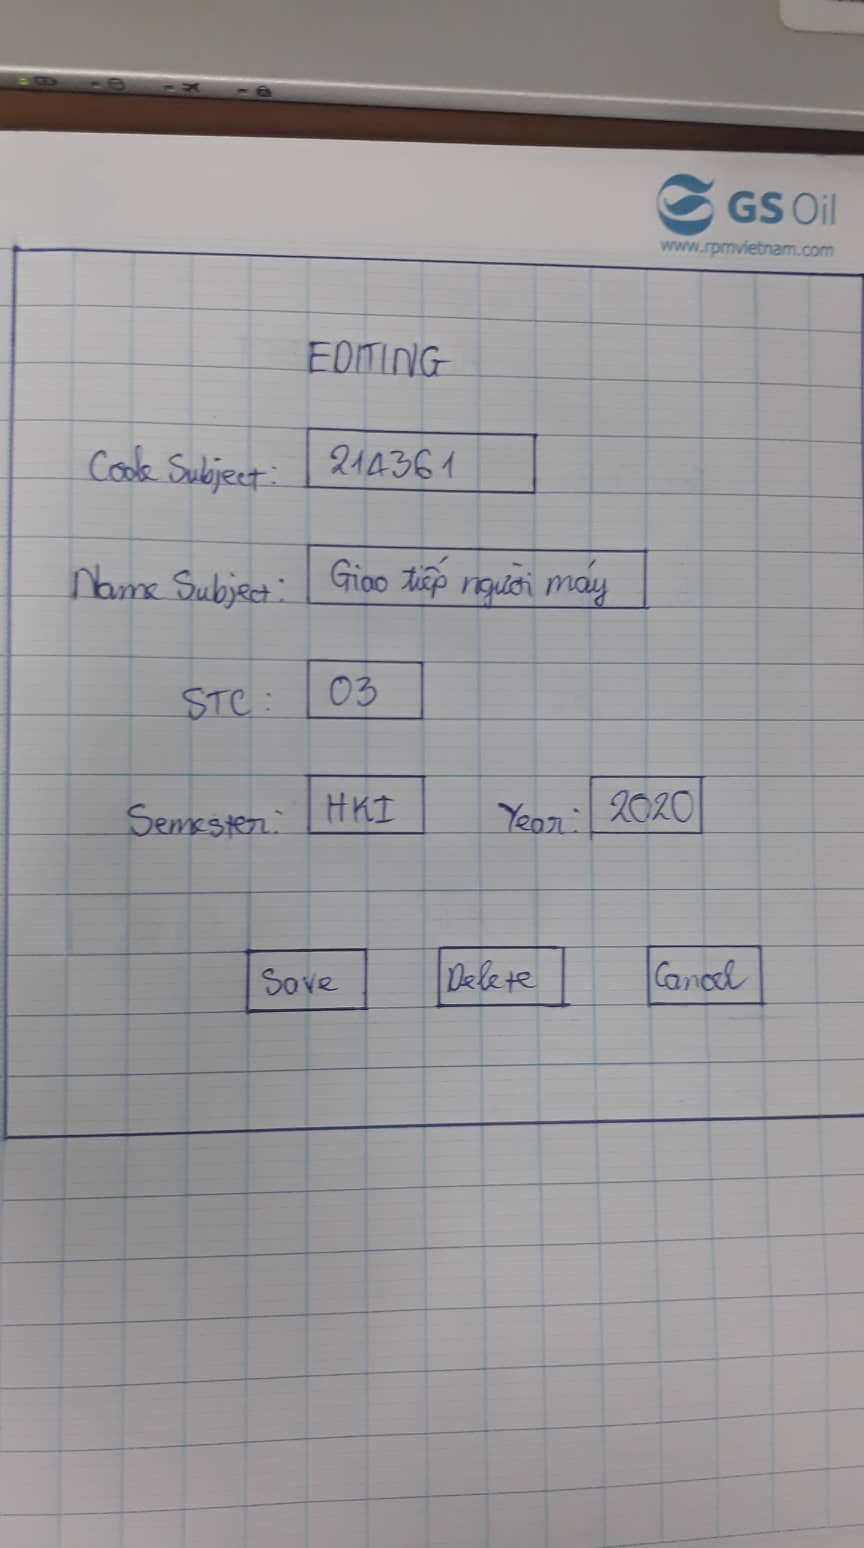 GS Oil
www.rpmvietnam.com
EDITING
Code Subject: 214361
Name Subject: Giao tiếp người máy
STC: 03
Semester: HKI Year: 2020
Save Delete Cancel